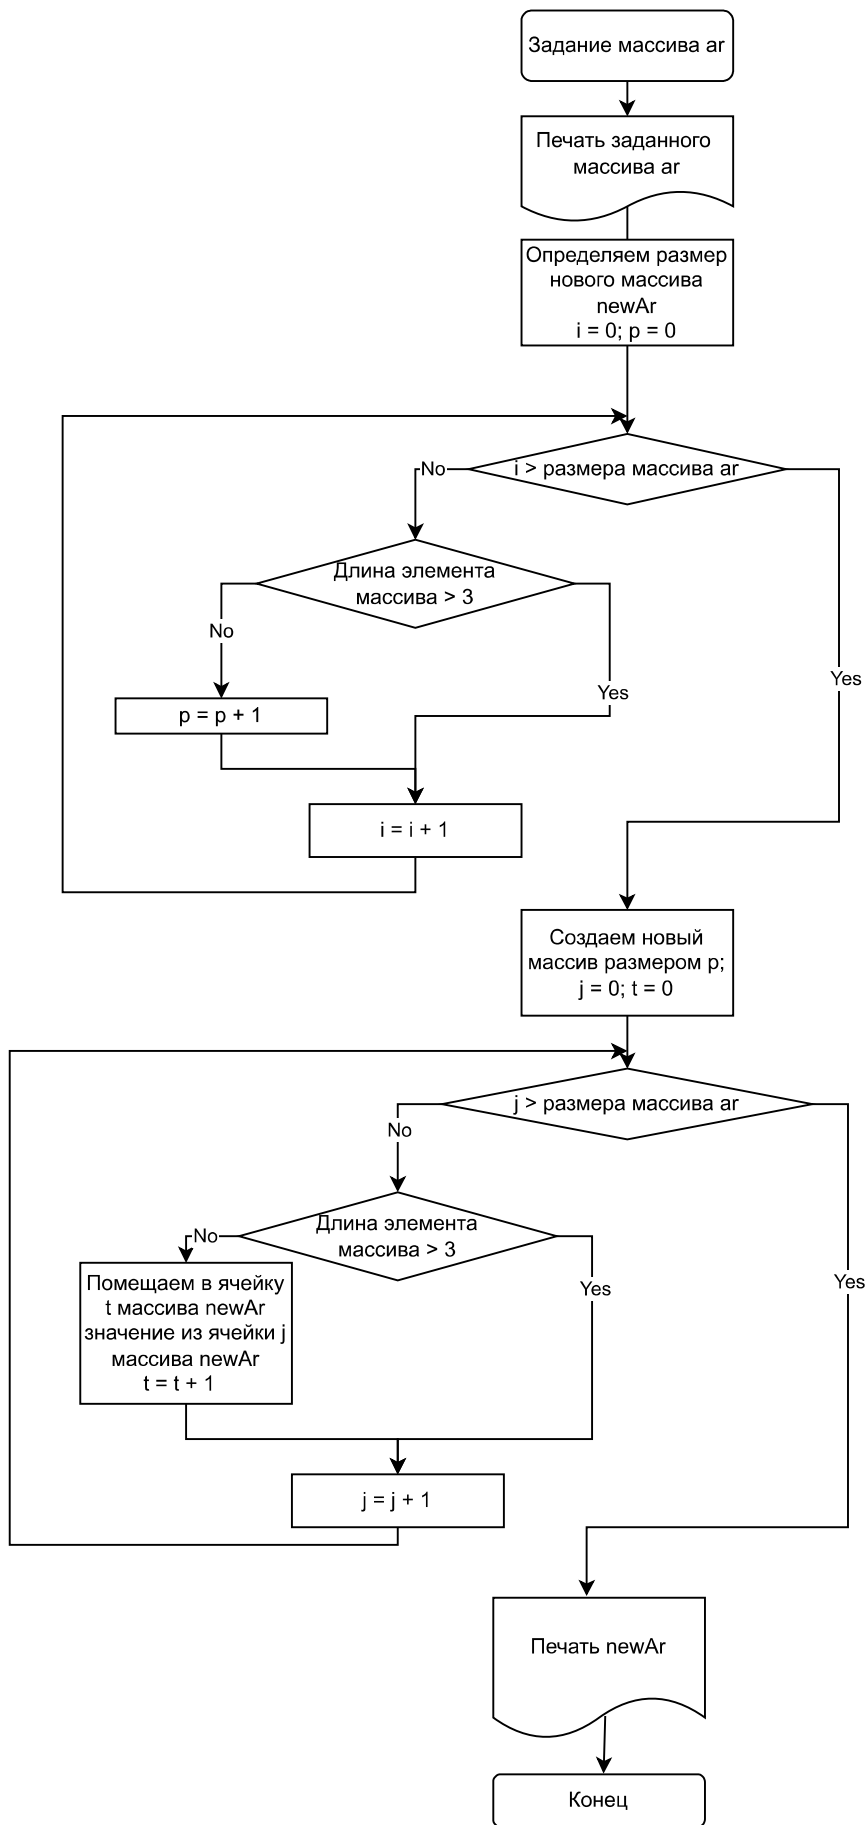 Задание массива ar
Печать заданного
массива ar
Определяем размер
нового массива
newAr
i = 0; p = 0
i > размера массива ar
No
Длина элемента
массива > 3
No
Yes
Yes
p = p + 1
i = i + 1
Создаем новый
массив размером p;
j = 0; t = 0
j > размера массива ar
No
Длина элемента
массива > 3
No
Yes
Yes
Помещаем в ячейку
t массива newAr
значение из ячейки j
массива newAr
t = t + 1
j = j + 1
Печать newAr
Конец